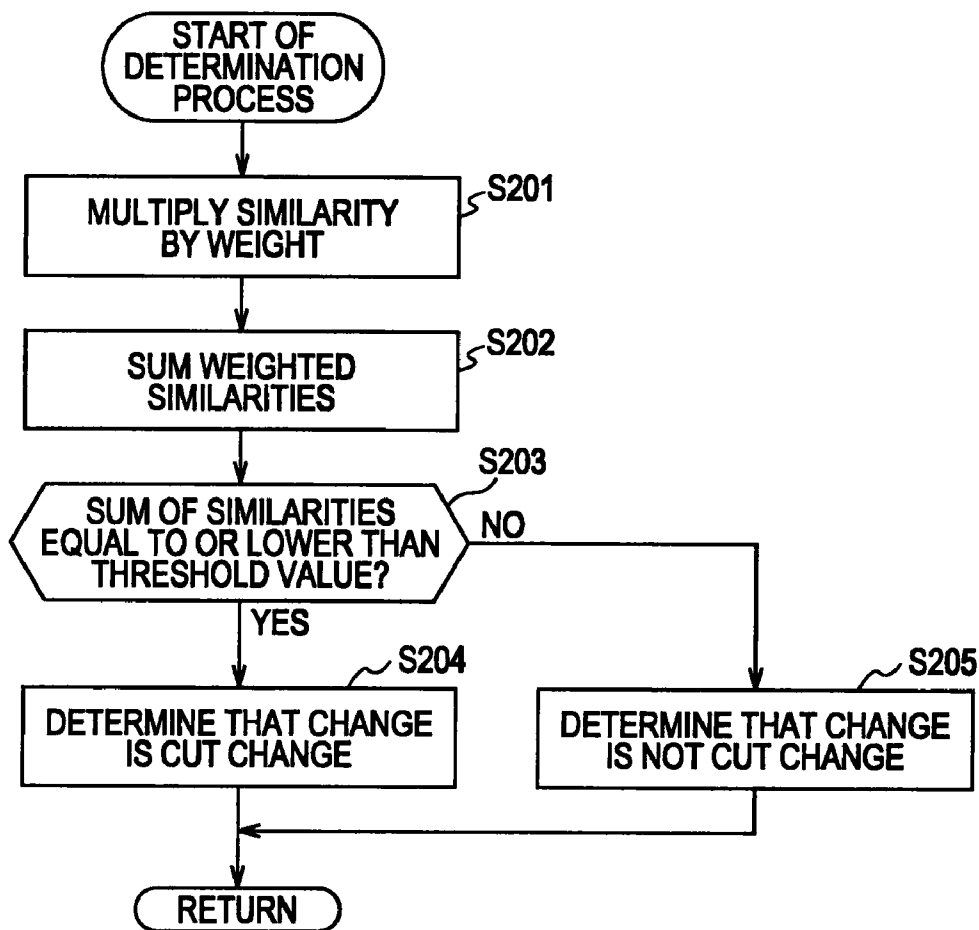 START OF
DETERMINATION
PROCESS
S201
MULTIPLY SIMILARITY
BY WEIGHT
S202
SUM WEIGHTED
SIMILARITIES
S203
SUM OF SIMILARITIES
EQUAL TO OR LOWER THAN
THRESHOLD VALUE?
NO
YES
S204
DETERMINE THAT CHANGE
IS CUT CHANGE
S205
DETERMINE THAT CHANGE
IS NOT CUT CHANGE
RETURN